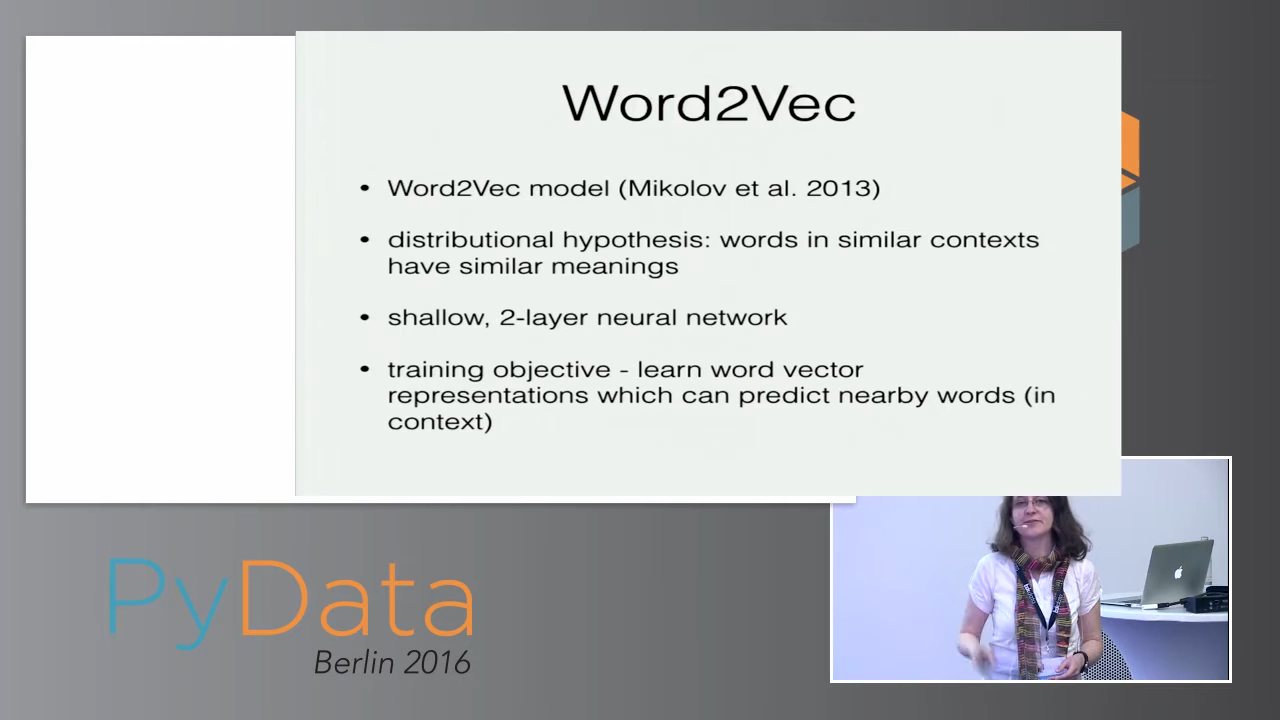 Word2Vec
• Word2Vec model (Mikolov et al. 2013)
• distributional hypothesis: words in similar contexts
have similar meanings
• shallow, 2-layer neural network
• training objective - learn word vector
representations which can predict nearby words (in
context)
PyData
Berlin 2016